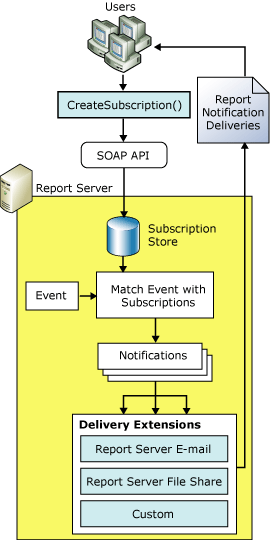 Users
CreateSubscription()
Report
Notification
Deliveries
SOAP API
Report Server
Subscription
Store
Event
Match Event with
Subscriptions
Notifications
Delivery Extensions
Report Server E-mail
Report Server File Share
Custom